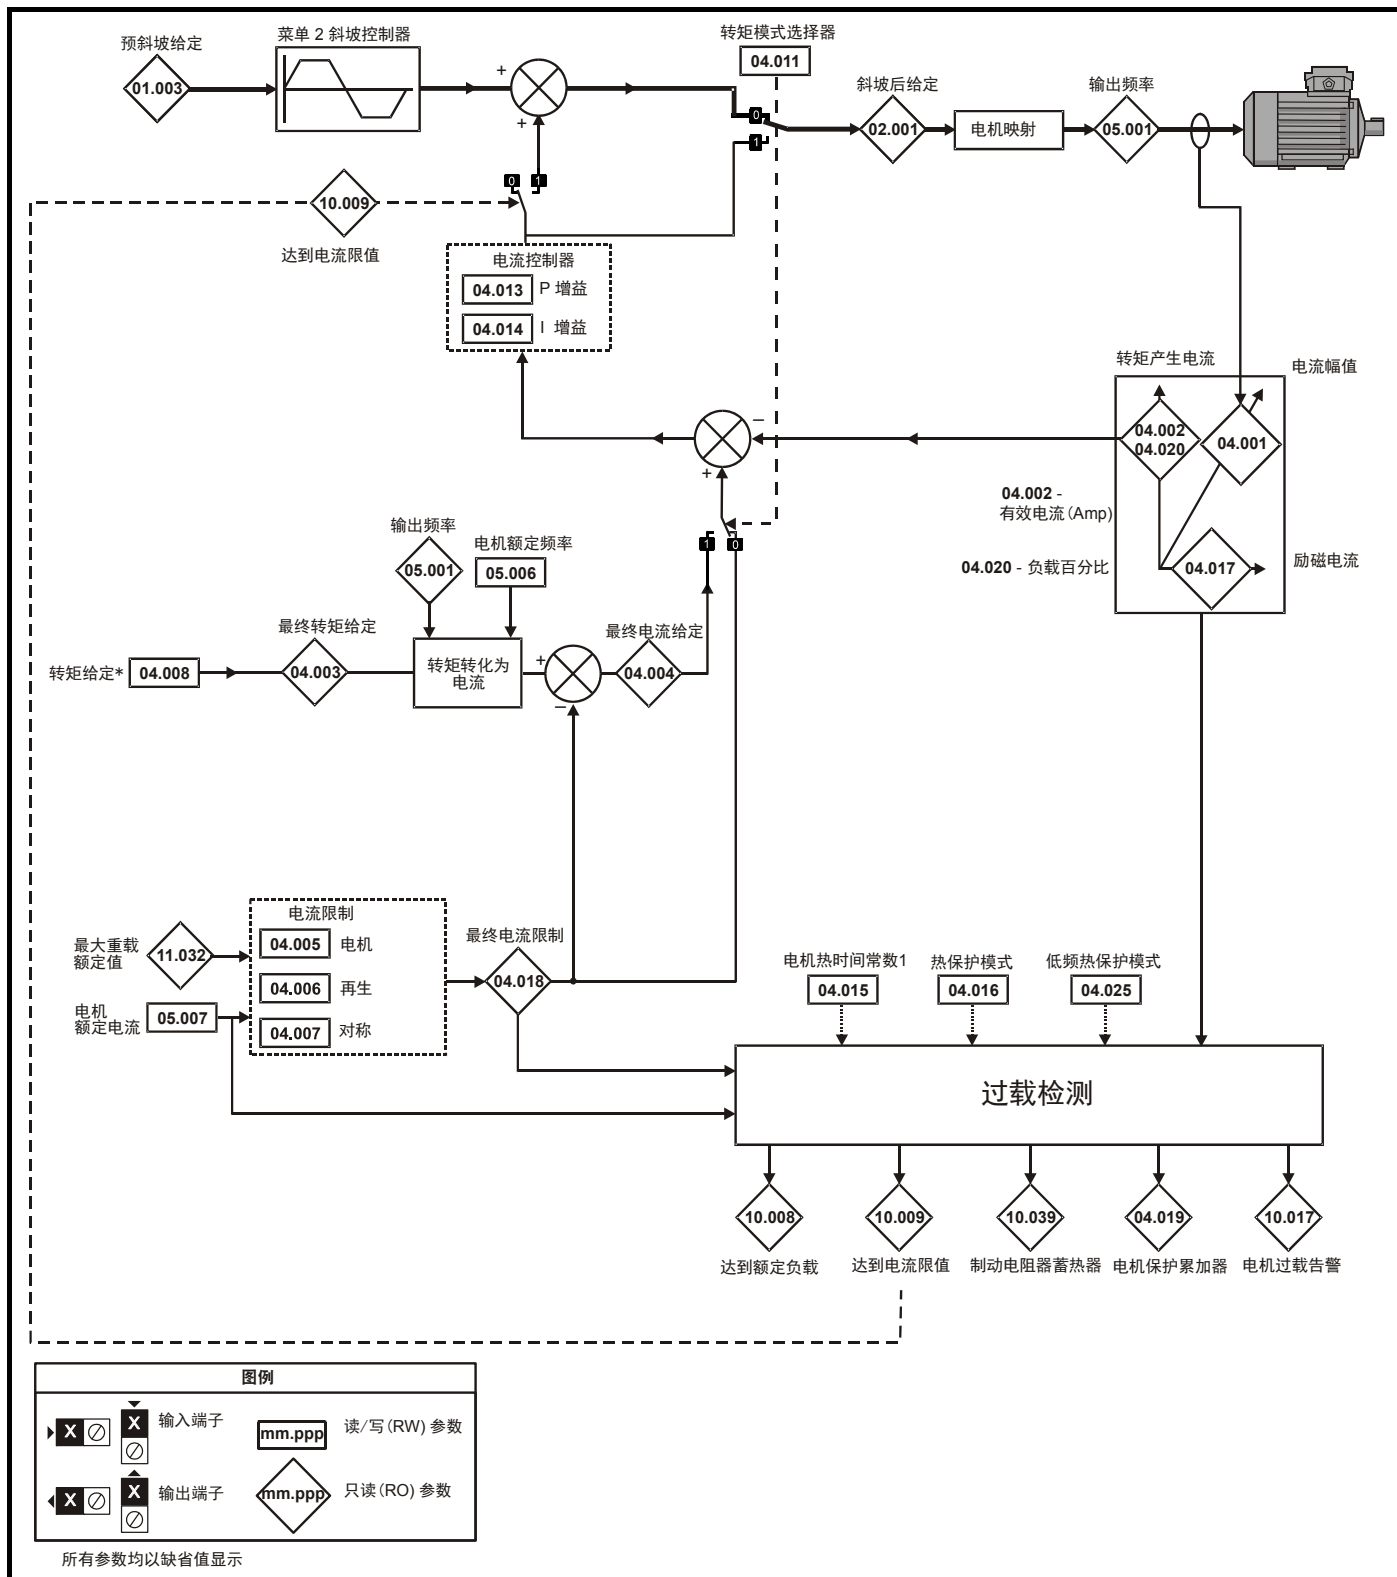 预斜坡给定
01.003
菜单 2 斜坡控制器
+
+
转矩模式选择器
04.011
0
1
斜坡后给定
02.001
电机映射
输出频率
05.001
0
1
10.009
达到电流限值
电流控制器
04.013 P 增益
04.014 I 增益
转矩产生电流
电流幅值
04.002
04.020
04.001
04.002 -
有效电流(Amp)
04.020 - 负载百分比
04.017
励磁电流
−
+
1
0
输出频率
05.001
电机额定频率
05.006
转矩给定*
04.008
最终转矩给定
04.003
转矩转化为
电流
+
−
最终电流给定
04.004
最大重载
额定值
11.032
电机
额定电流
05.007
电流限制
04.005 电机
04.006 再生
04.007 对称
最终电流限制
04.018
电机热时间常数1
04.015
热保护模式
04.016
低频热保护模式
04.025
过载检测
10.008
达到额定负载
10.009
达到电流限值
10.039
制动电阻器蓄热器
04.019
电机保护累加器
10.017
电机过载告警
图例
X
X
输入端子
mm.ppp
读/写(RW) 参数
X
X
输出端子
mm.ppp
只读(RO) 参数
所有参数均以缺省值显示